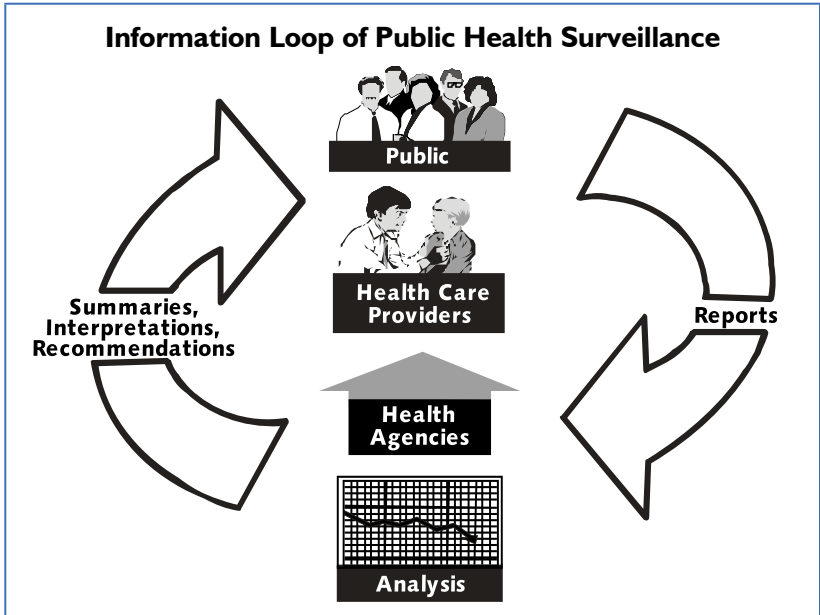 Information Loop of Public Health Surveillance
Public
Health Care
Providers
Summaries,
Interpretations,
Recommendations
Reports
Health
Agencies
Analysis